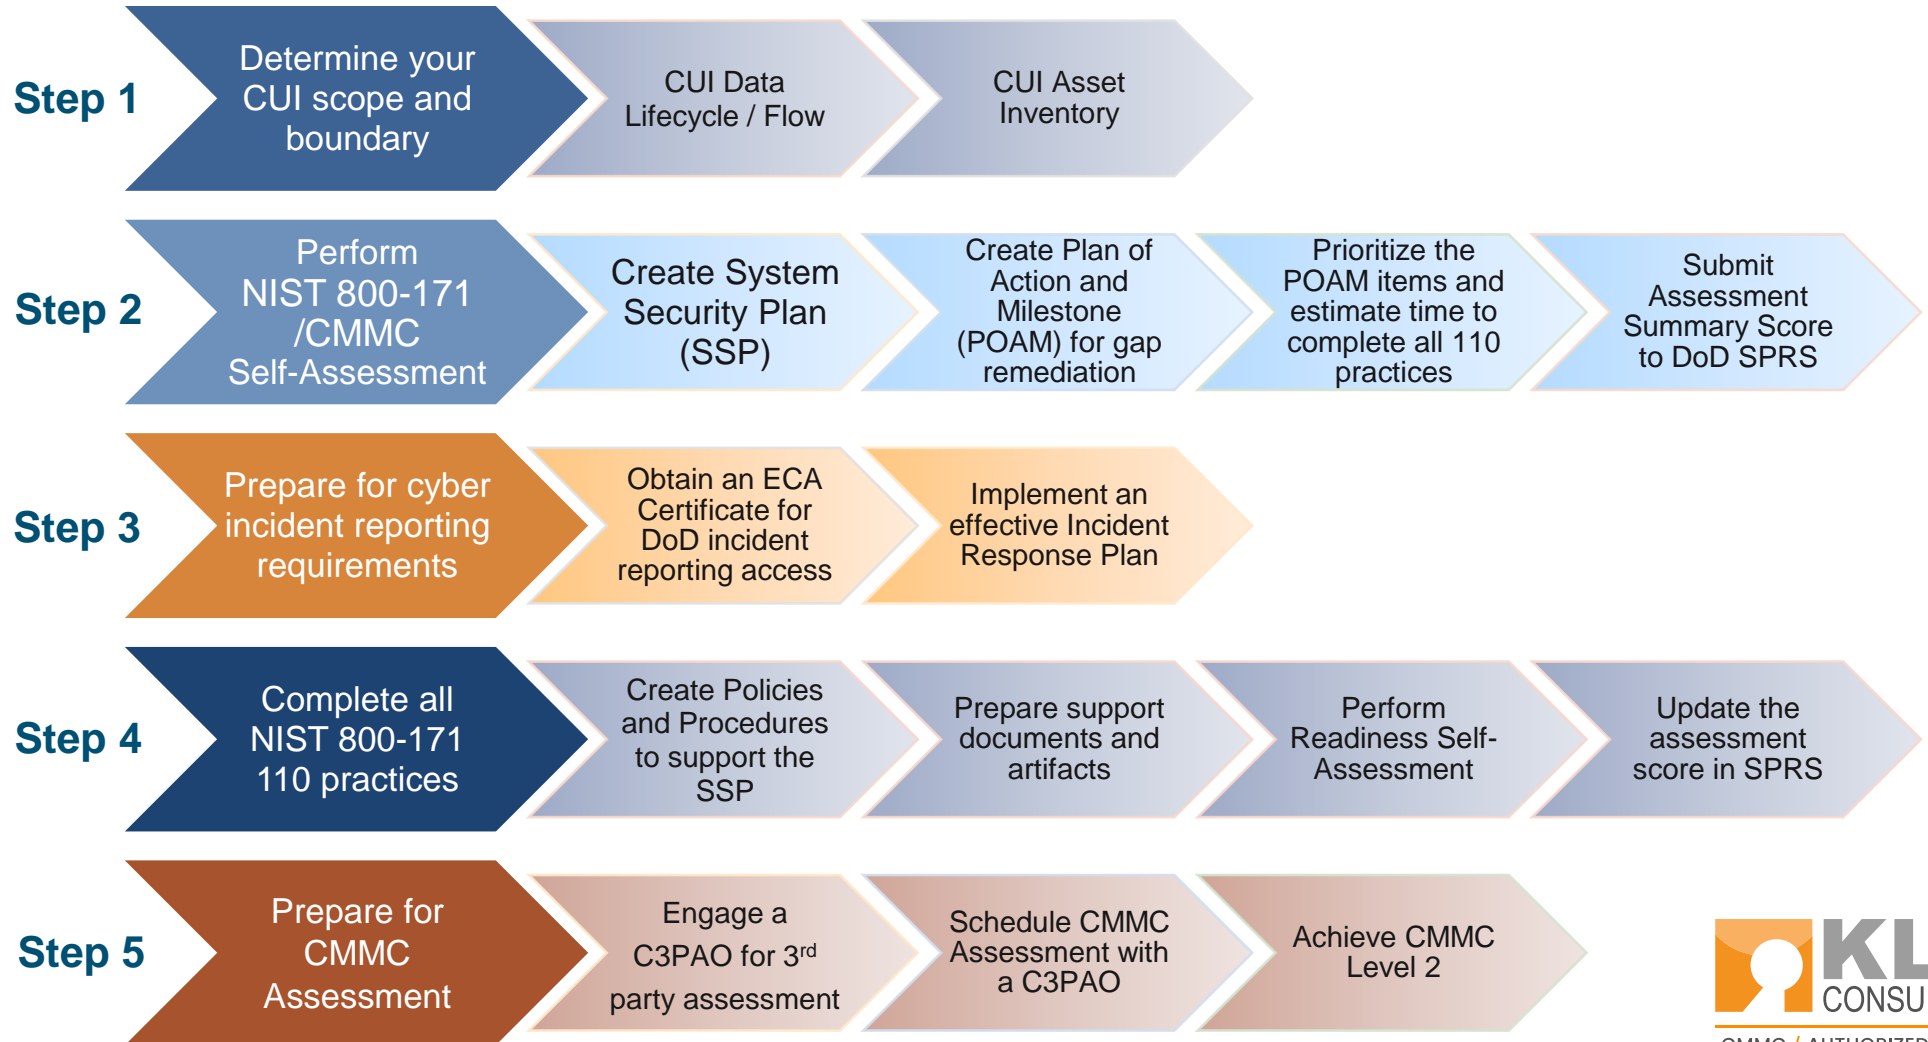 Step 1
Determine your
CUI scope and
boundary
CUI Data
Lifecycle / Flow
CUI Asset
Inventory
Step 2
Perform
NIST 800-171
/CMMC
Self-Assessment
Create System
Security Plan
(SSP)
Create Plan of
Action and
Milestone
(POAM) for gap
remediation
Prioritize the
POAM items and
estimate time to
complete all 110
practices
Submit
Assessment
Summary Score
to DoD SPRS
Step 3
Prepare for cyber
incident reporting
requirements
Obtain an ECA
Certificate for
DoD incident
reporting access
Implement an
effective Incident
Response Plan
Step 4
Complete all
NIST 800-171
110 practices
Create Policies
and Procedures
to support the
SSP
Prepare support
documents and
artifacts
Perform
Readiness Self-
Assessment
Update the
assessment
score in SPRS
Step 5
Prepare for
CMMC
Assessment
Engage a
C3PAO for 3rd
party assessment
Schedule CMMC
Assessment with
a C3PAO
Achieve CMMC
Level 2
KL
CONSU
CMMC / AUTHORIZED